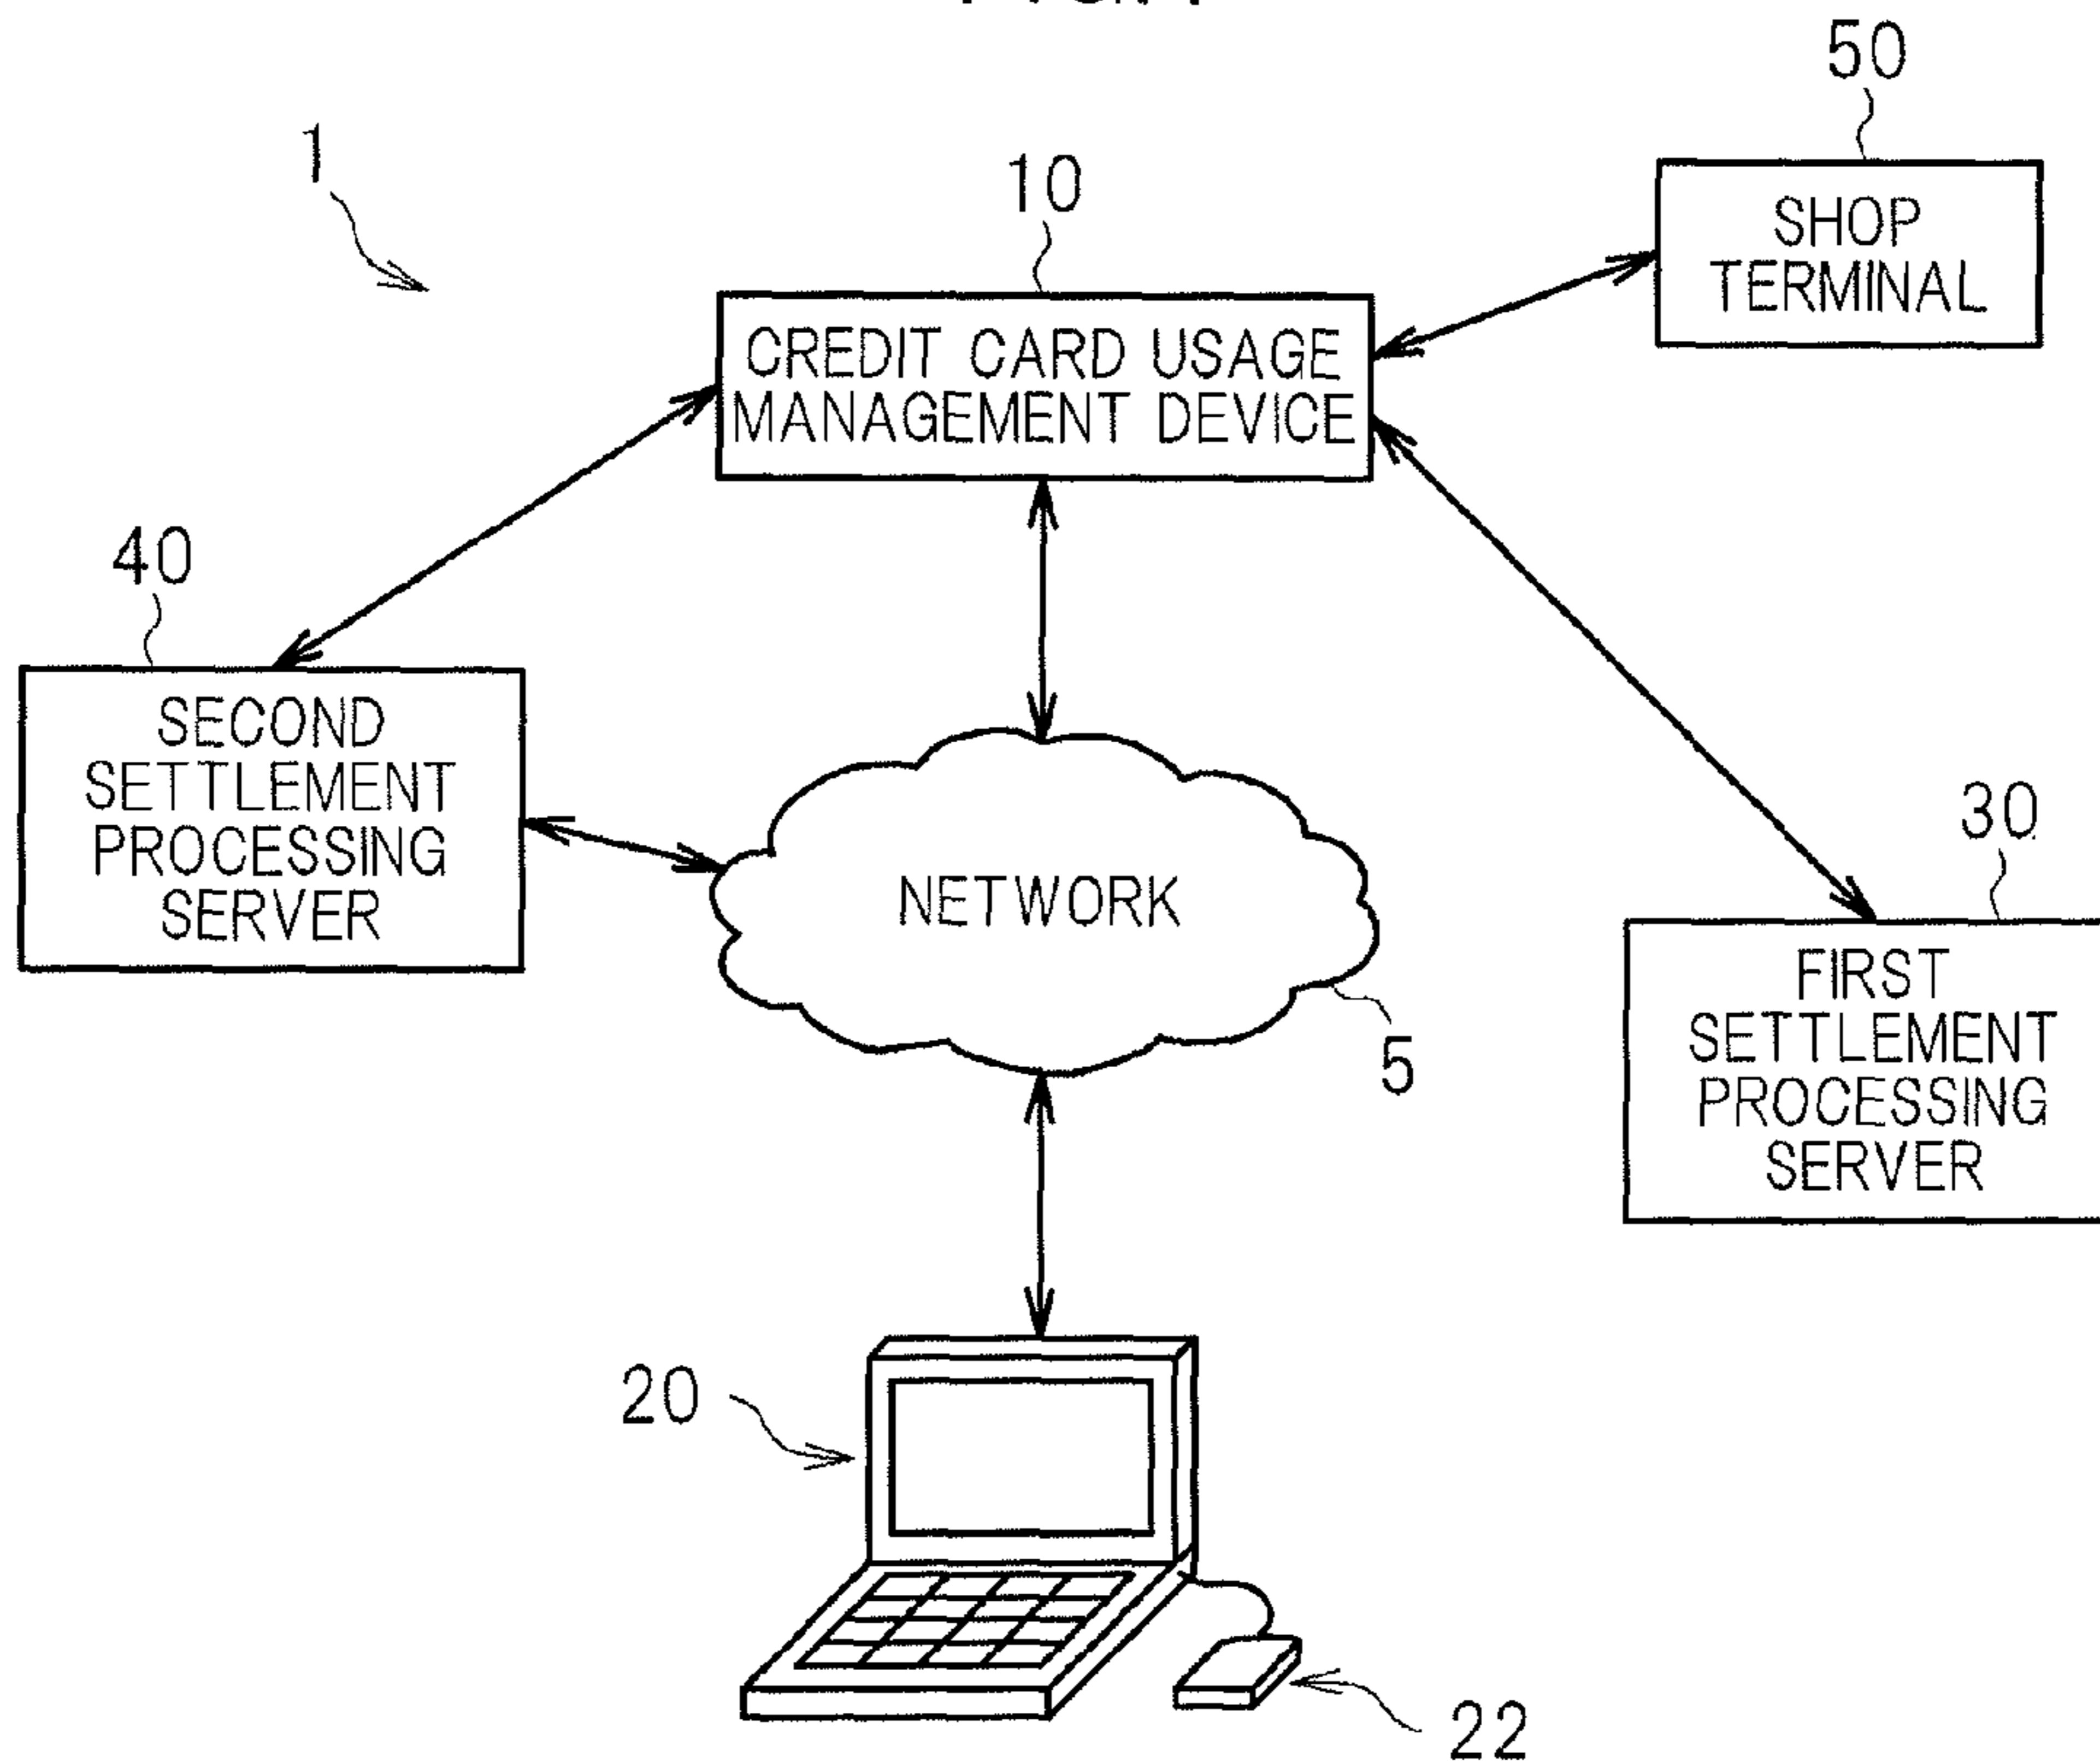 50
1
10
SHOP
TERMINAL
CREDIT CARD USAGE
MANAGEMENT DEVICE
40
SECOND
SETTLEMENT
PROCESSING
SERVER
NETWORK
30
FIRST
SETTLEMENT
PROCESSING
SERVER
5
20
22